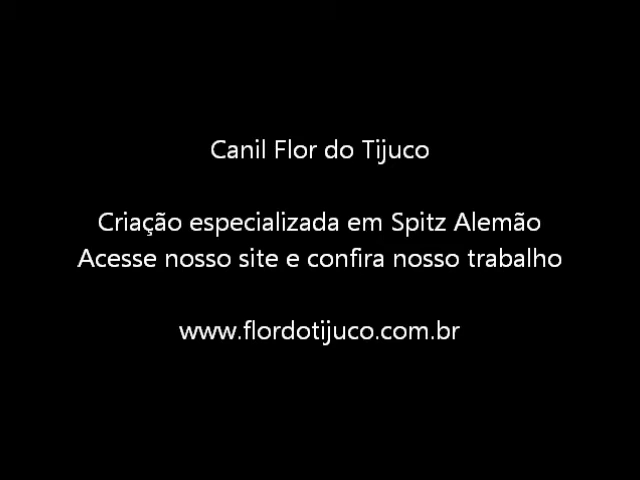 Canil Flor do Tijuco
Criação especializada em Spitz Alemão
Acesse nosso site e confira nosso trabalho
www.flordotijuco.com.br